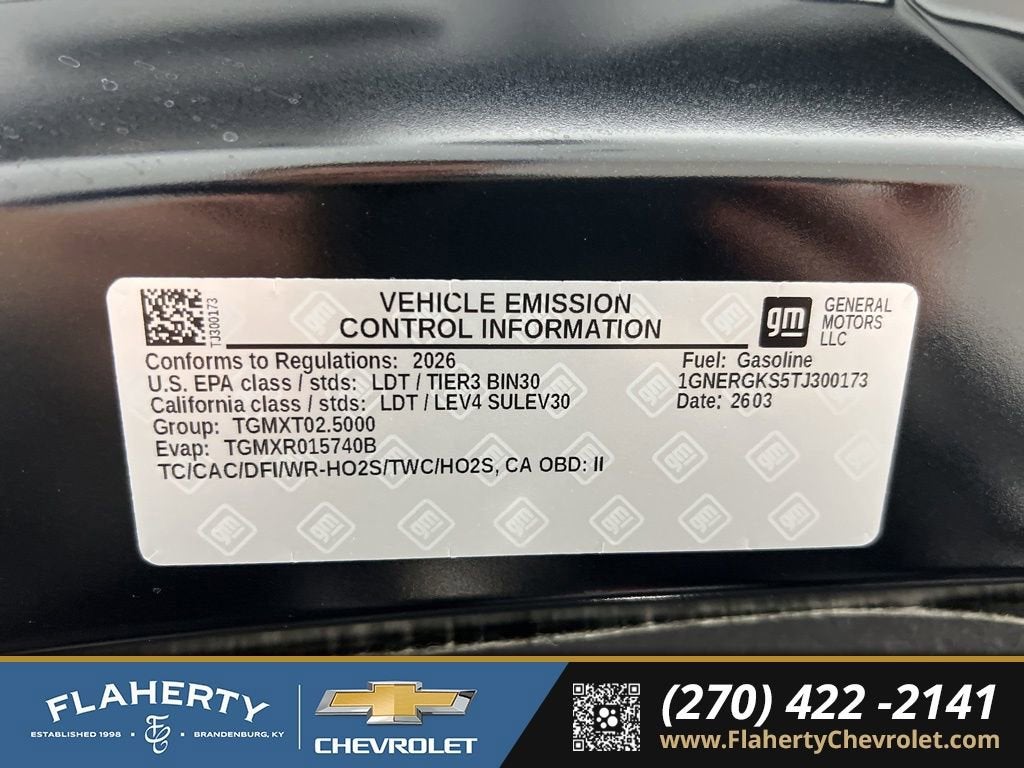 VEHICLE EMISSION
CONTROL INFORMATION
gm
GENERAL
MOTORS
LLC
TJ300173
Conforms to Regulations: 2026
Fuel: Gasoline
U.S. EPA class / stds: LDT / TIER3 BIN30
1GNERGKS5TJ300173
California class / stds: LDT / LEV4 SULEV30
Date: 2603
Group: TGMXT02.5000
Evap: TGMXR015740B
TC/CAC/DFI/WR-HO2S/TWC/HO2S, CA OBD: II
FLAHERTY
ESTABLISHED 1998 • BRANDENBURG, KY
CHEVROLET
(270) 422 -2141
www.FlahertyChevrolet.com